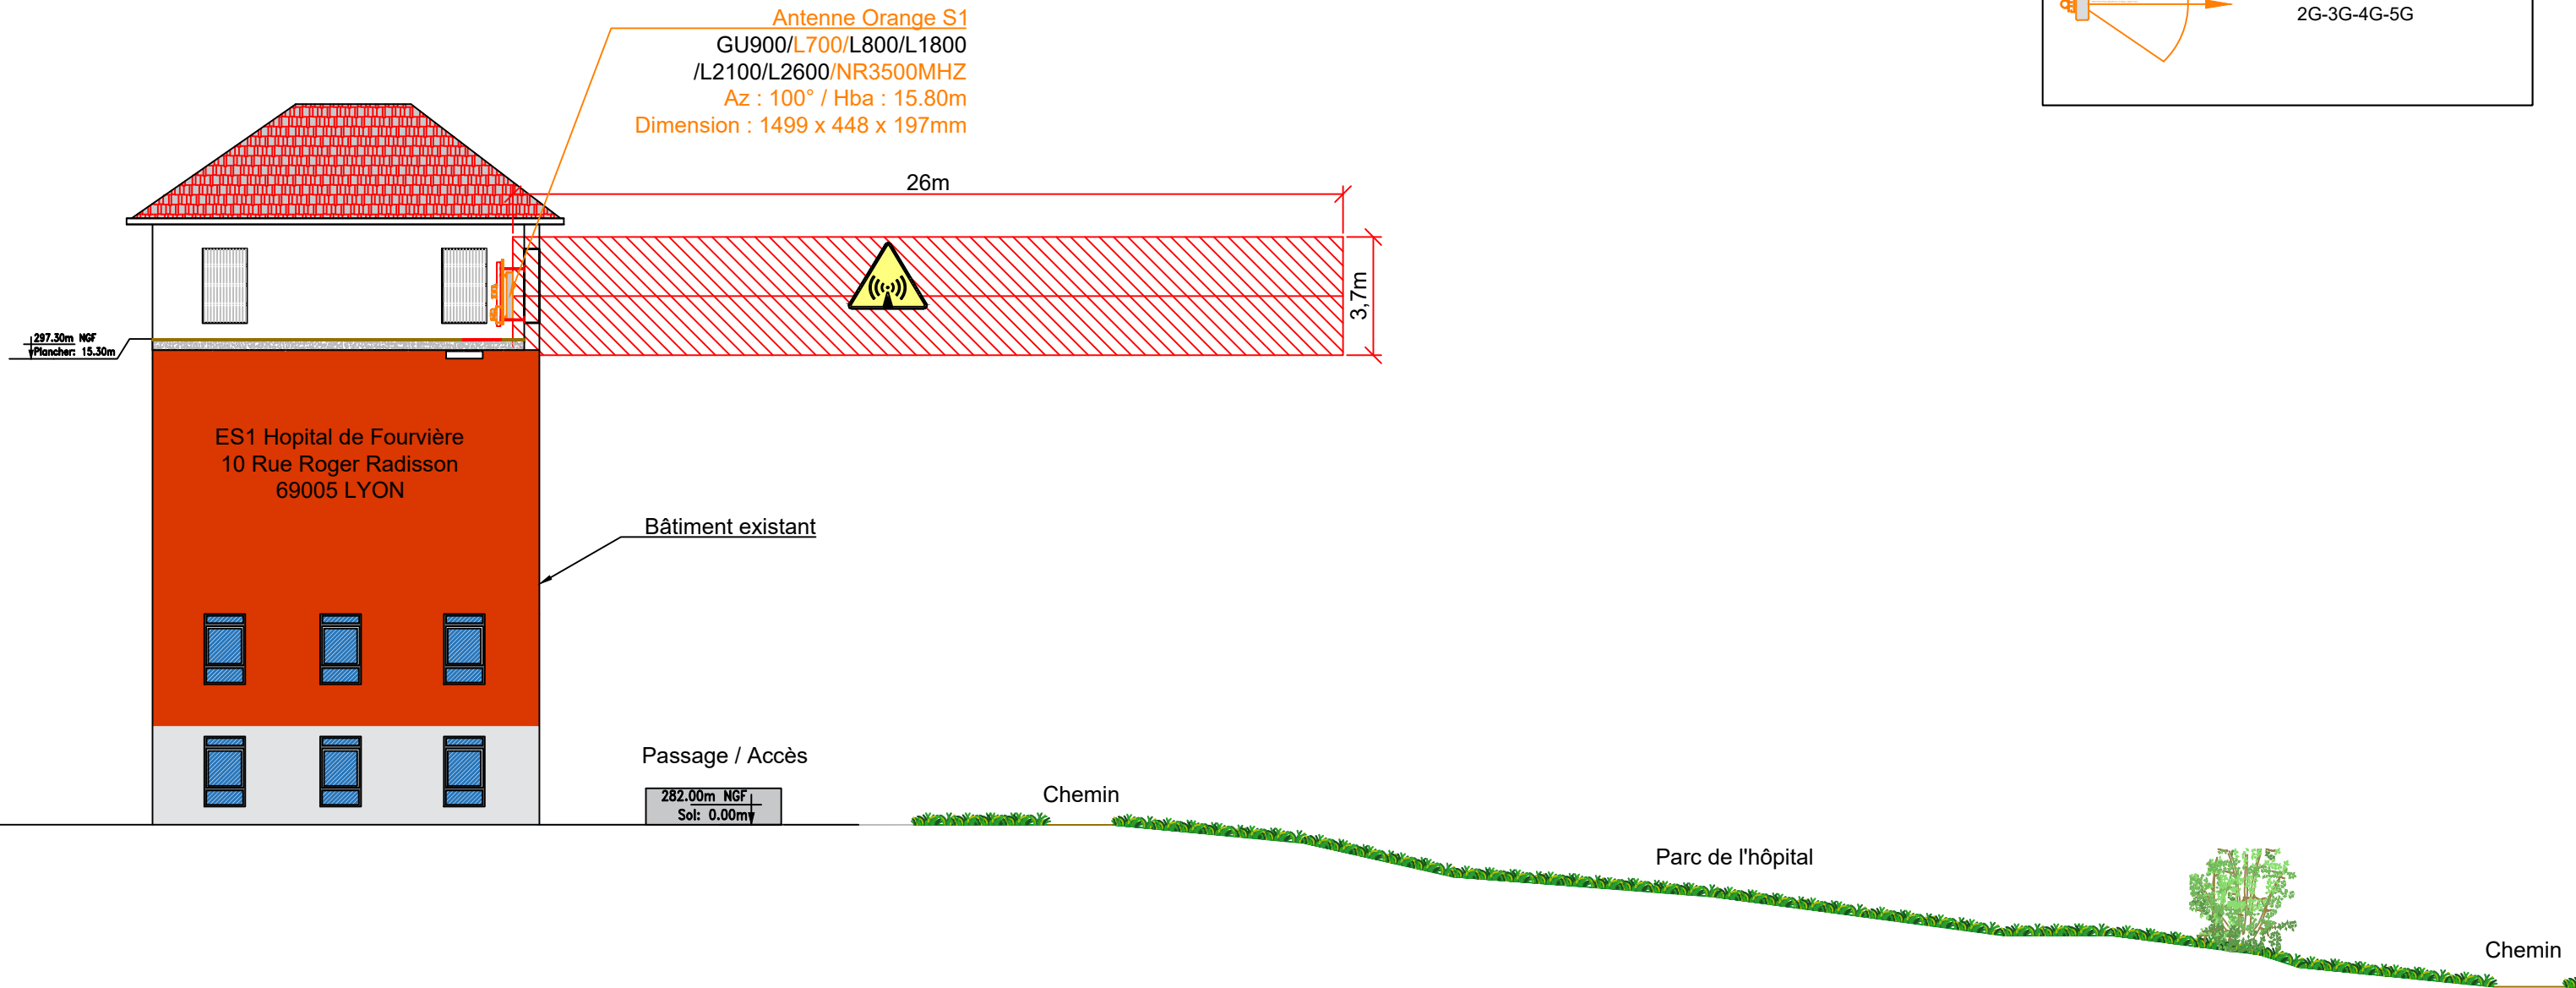 Antenne Orange S1
GU900/L700/L800/L1800
/L2100/L2600/NR3500MHZ
Az : 100° / Hba : 15.80m
Dimension : 1499 x 448 x 197mm
2G-3G-4G-5G
26m
3,7m
297.30m NGF
Plancher: 15.30m
ES1 Hopital de Fourvière
10 Rue Roger Radisson
69005 LYON
Bâtiment existant
Passage / Accès
282.00m NGF
Sol: 0.00m
Chemin
Parc de l'hôpital
Chemin